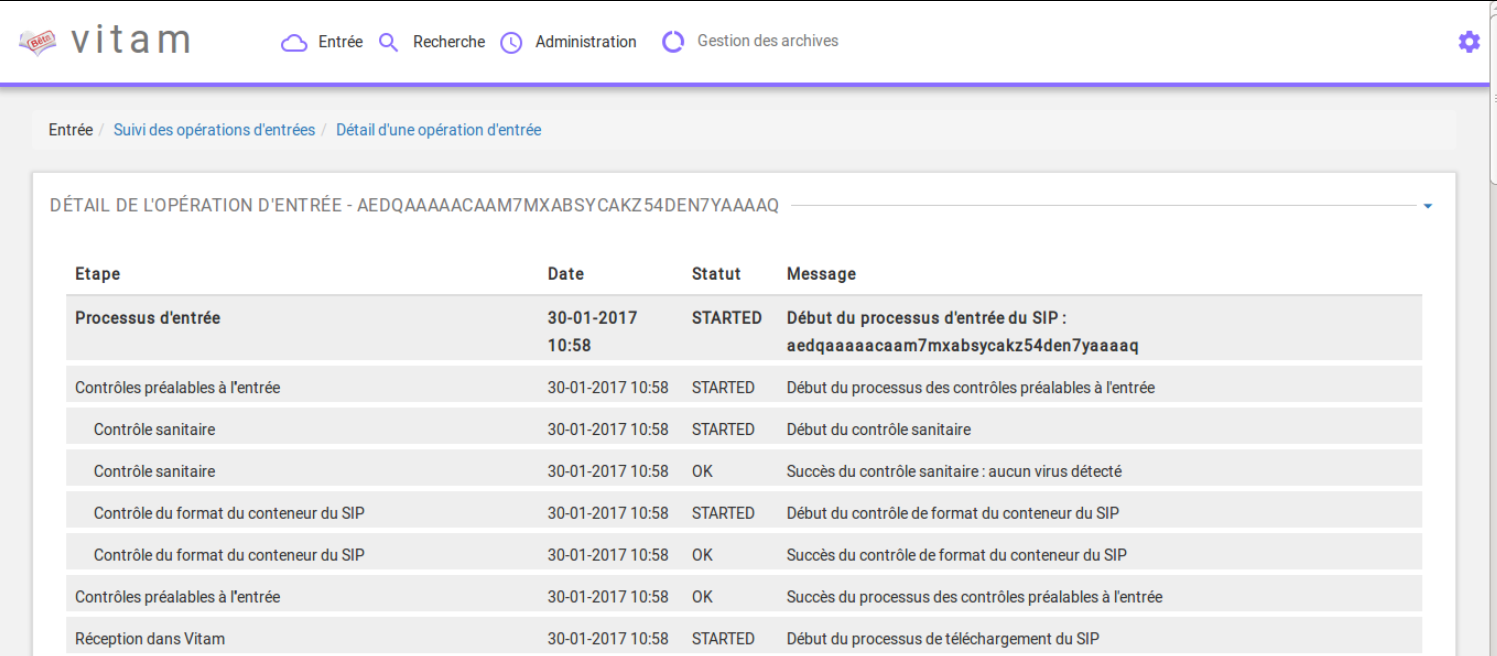 Bêta vitam Entrée Recherche Administration Gestion des archives
Entrée / Suivi des opérations d'entrées / Détail d'une opération d'entrée
DÉTAIL DE L'OPÉRATION D'ENTRÉE - AEDQAAAAACAAM7MXABSYCAKZ54DEN7YAAAAQ
Etape Date Statut Message
Processus d'entrée 30-01-2017 STARTED Début du processus d'entrée du SIP :
10:58 aedqaaaaacaam7mxabsycakz54den7yaaaaq
Contrôles préalables à l'entrée 30-01-2017 10:58 STARTED Début du processus des contrôles préalables à l'entrée
Contrôle sanitaire 30-01-2017 10:58 STARTED Début du contrôle sanitaire
Contrôle sanitaire 30-01-2017 10:58 OK Succès du contrôle sanitaire : aucun virus détecté
Contrôle du format du conteneur du SIP 30-01-2017 10:58 STARTED Début du contrôle de format du conteneur du SIP
Contrôle du format du conteneur du SIP 30-01-2017 10:58 OK Succès du contrôle de format du conteneur du SIP
Contrôles préalables à l'entrée 30-01-2017 10:58 OK Succès du processus des contrôles préalables à l'entrée
Réception dans Vitam 30-01-2017 10:58 STARTED Début du processus de téléchargement du SIP